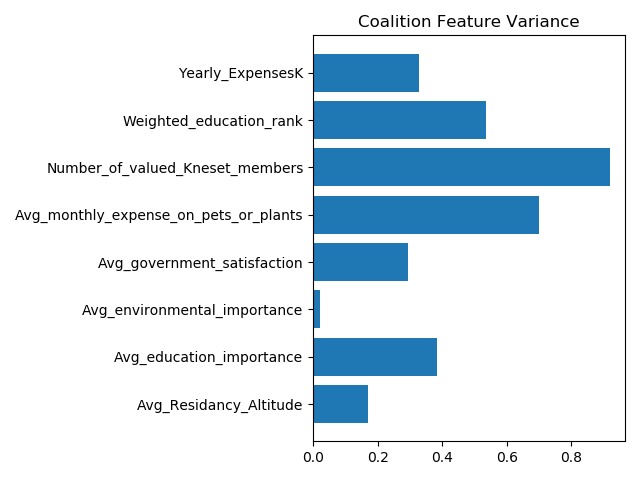 Coalition Feature Variance
Yearly_ExpensesK
Weighted_education_rank
Number_of_valued_Kneset_members
Avg_monthly_expense_on_pets_or_plants
Avg_government_satisfaction
Avg_environmental_importance
Avg_education_importance
Avg_Residancy_Altitude
0.0 0.2 0.4 0.6 0.8